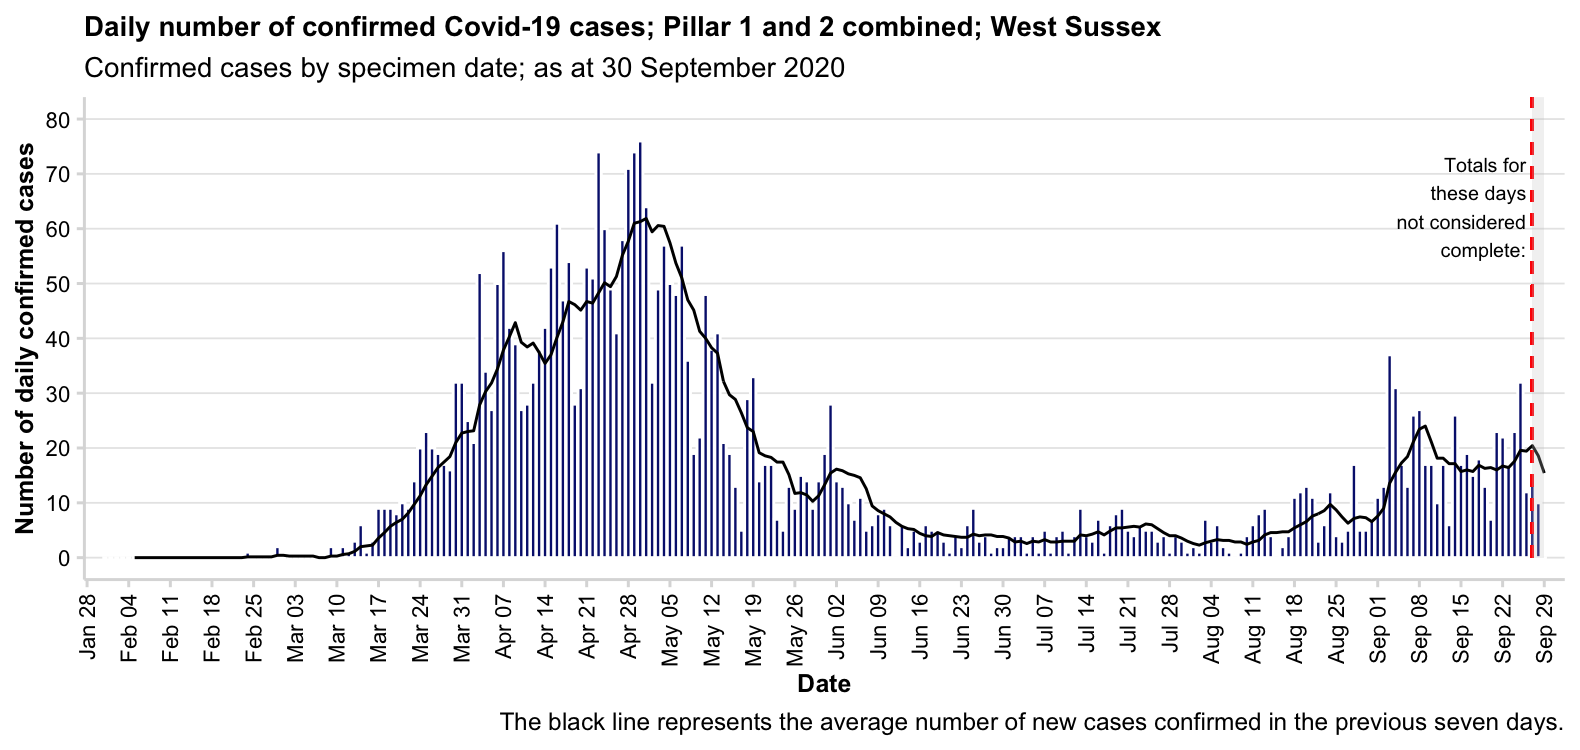 Daily number of confirmed Covid-19 cases; Pillar 1 and 2 combined; West Sussex
Confirmed cases by specimen date; as at 30 September 2020
Number of daily confirmed cases
80
70
60
50
40
30
20
10
0
Totals for
these days
not considered
complete:
Jan 28
Feb 04
Feb 11
Feb 18
Feb 25
Mar 03
Mar 10
Mar 17
Mar 24
Mar 31
Apr 07
Apr 14
Apr 21
Apr 28
May 05
May 12
May 19
May 26
Jun 02
Jun 09
Jun 16
Jun 23
Jun 30
Jul 07
Jul 14
Jul 21
Jul 28
Aug 04
Aug 11
Aug 18
Aug 25
Sep 01
Sep 08
Sep 15
Sep 22
Sep 29
Date
The black line represents the average number of new cases confirmed in the previous seven days.